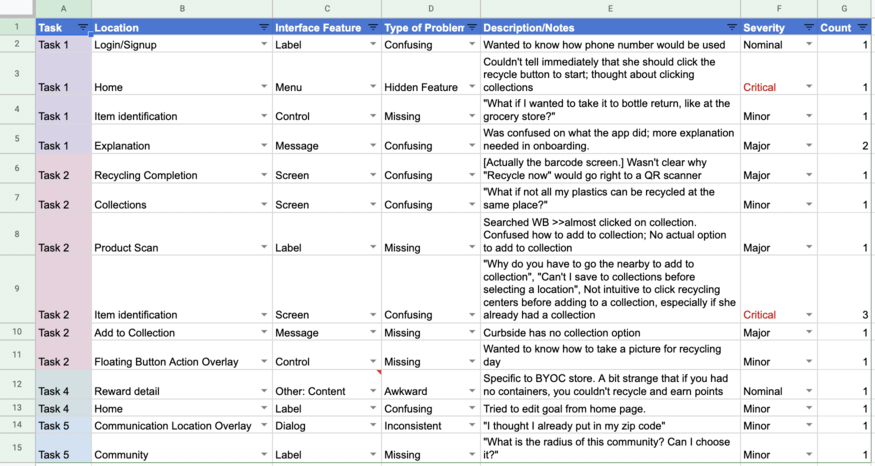 A B C D E F G
1 Task Location Interface Feature Type of Problem Description/Notes Severity Count
2 Task 1 Login/Signup Label Confusing Wanted to know how phone number would be used Nominal 1
Couldn't tell immediately that she should click the
recycle button to start; thought about clicking
3 Task 1 Home Menu Hidden Feature collections Critical 1
"What if I wanted to take it to bottle return, like at the
4 Task 1 Item identification Control Missing grocery store?" Minor 1
Was confused on what the app did; more explanation
5 Task 1 Explanation Message Confusing needed in onboarding. Major 2
[Actually the barcode screen.] Wasn't clear why
6 Task 2 Recycling Completion Screen Confusing "Recycle now" would go right to a QR scanner Major 1
"What if not all my plastics can be recycled at the
7 Task 2 Collections Screen Confusing same place?" Minor 1
Searched WB >>almost clicked on collection.
Confused how to add to collection; No actual option
8 Task 2 Product Scan Label Missing to add to collection Major 1
"Why do you have to go the nearby to add to
collection", "Can't I save to collections before
selecting a location", Not intuitive to click recycling
centers before adding to a collection, especially if she
9 Task 2 Item identification Screen Confusing already had a collection Critical 3
10 Task 2 Add to Collection Message Missing Curbside has no collection option Major 1
Wanted to know how to take a picture for recycling
11 Task 2 Floating Button Action Overlay Control Missing day Minor 1
Specific to BYOC store. A bit strange that if you had
12 Task 4 Reward detail Other: Content Awkward no containers, you couldn't recycle and earn points Nominal 1
13 Task 4 Home Label Confusing Tried to edit goal from home page. Minor 1
14 Task 5 Communication Location Overlay Dialog Inconsistent "I thought I already put in my zip code" Minor 1
"What is the radius of this community? Can I choose
15 Task 5 Community Label Missing it?" Minor 1